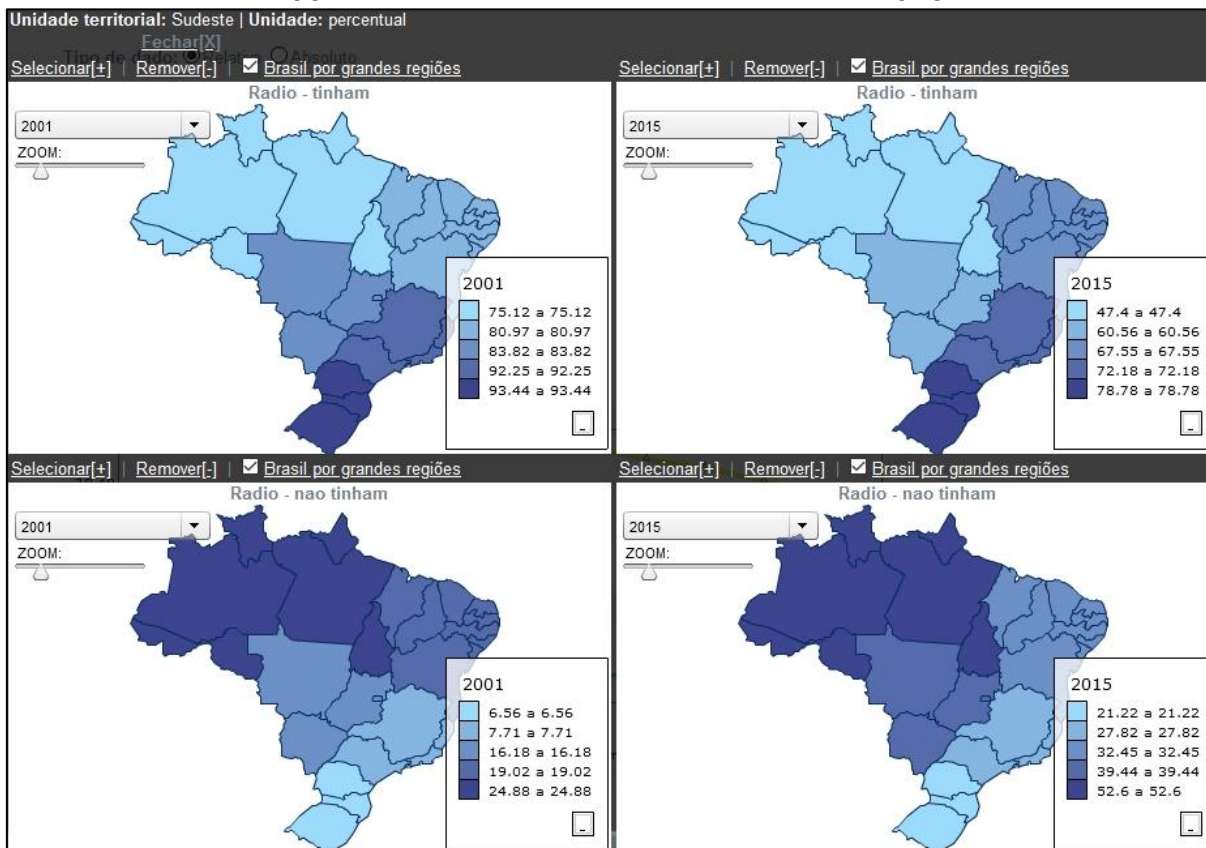 Unidade territorial: Sudeste | Unidade: percentual
Fechar[X]
Tipo de dado: Relativo Absoluto
Selecionar[+] | Remover[-] | Brasil por grandes regiões
Radio - tinham
2001
ZOOM:
2001
75.12 a 75.12
80.97 a 80.97
83.82 a 83.82
92.25 a 92.25
93.44 a 93.44
Selecionar[+] | Remover[-] | Brasil por grandes regiões
Radio - tinham
2015
ZOOM:
2015
47.4 a 47.4
60.56 a 60.56
67.55 a 67.55
72.18 a 72.18
78.78 a 78.78
Selecionar[+] | Remover[-] | Brasil por grandes regiões
Radio - nao tinham
2001
ZOOM:
2001
6.56 a 6.56
7.71 a 7.71
16.18 a 16.18
19.02 a 19.02
24.88 a 24.88
Selecionar[+] | Remover[-] | Brasil por grandes regiões
Radio - nao tinham
2015
ZOOM:
2015
21.22 a 21.22
27.82 a 27.82
32.45 a 32.45
39.44 a 39.44
52.6 a 52.6